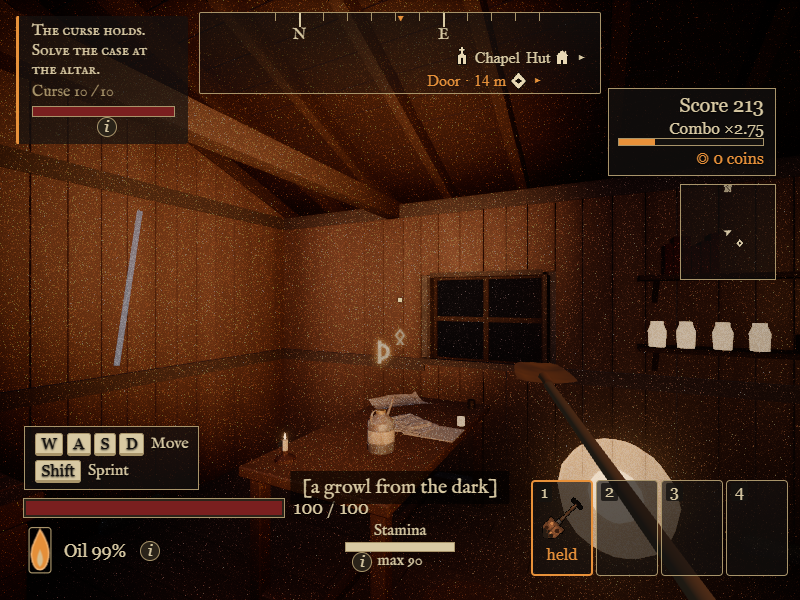 The curse holds.
Solve the case at
the altar.
Curse 10/10
i
N
E
Chapel Hut
Door · 14 m
Score 213
Combo ×2.75
0 coins
N
ᚦ ᛟ
W A S D Move
Shift Sprint
[a growl from the dark]
100 / 100
Stamina
i max 90
Oil 99% i
1 2 3 4
held